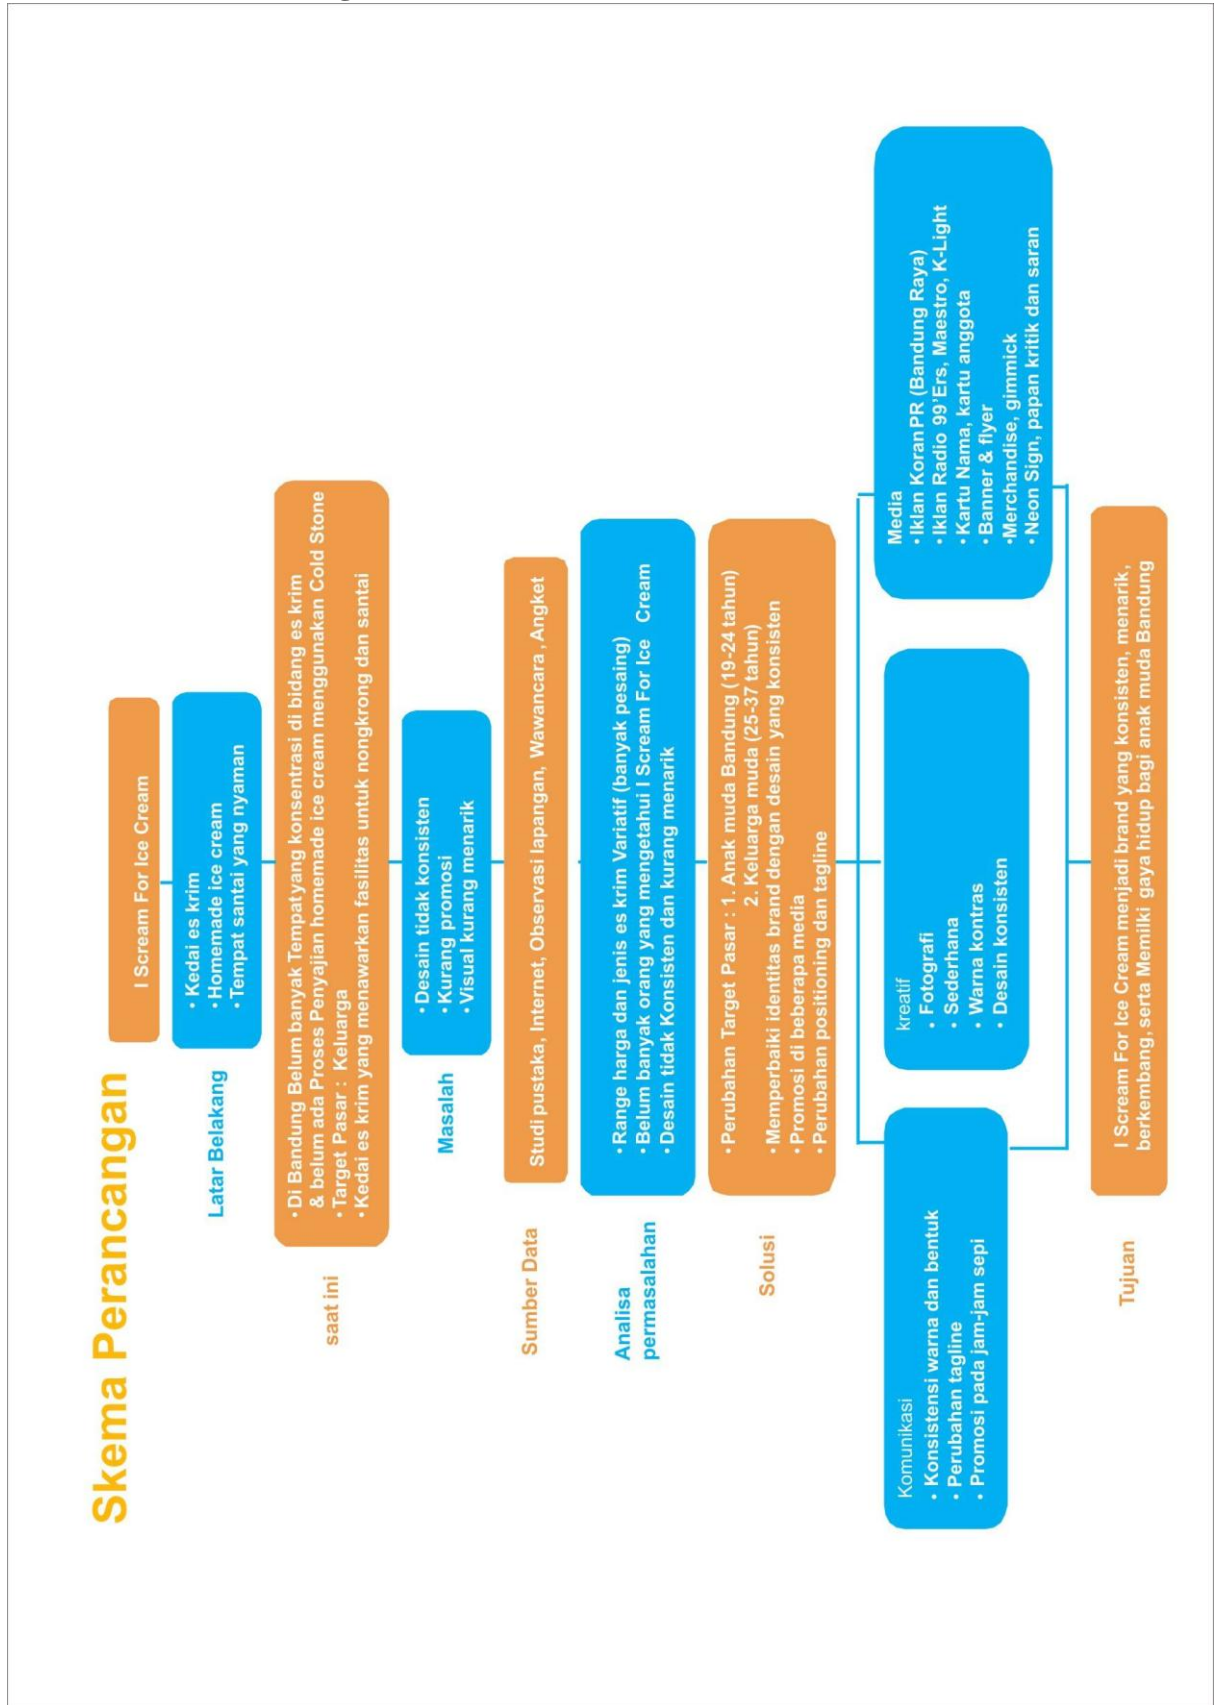 Skema Perancangan
I Scream For Ice Cream
Latar Belakang
• Kedai es krim
• Homemade ice cream
• Tempat santai yang nyaman
saat ini
• Di Bandung Belum banyak Tempat yang konsentrasi di bidang es krim
& belum ada Proses Penyajian homemade ice cream menggunakan Cold Stone
• Target Pasar : Keluarga
• Kedai es krim yang menawarkan fasilitas untuk nongkrong dan santai
Masalah
• Desain tidak konsisten
• Kurang promosi
• Visual kurang menarik
Sumber Data
Studi pustaka, Internet, Observasi lapangan, Wawancara , Angket
Analisa
permasalahan
• Range harga dan jenis es krim Variatif (banyak pesaing)
• Belum banyak orang yang mengetahui I Scream For Ice Cream
• Desain tidak Konsisten dan kurang menarik
Solusi
• Perubahan Target Pasar : 1. Anak muda Bandung (19-24 tahun)
2. Keluarga muda (25-37 tahun)
• Memperbaiki identitas brand dengan desain yang konsisten
• Promosi di beberapa media
• Perubahan positioning dan tagline
Komunikasi
• Konsistensi warna dan bentuk
• Perubahan tagline
• Promosi pada jam-jam sepi
kreatif
• Fotografi
• Sederhana
• Warna kontras
• Desain konsisten
Media
• Iklan Koran PR (Bandung Raya)
• Iklan Radio 99'Ers, Maestro, K-Light
• Kartu Nama, kartu anggota
• Banner & flyer
•Merchandise, gimmick
• Neon Sign, papan kritik dan saran
Tujuan
I Scream For Ice Cream menjadi brand yang konsisten, menarik,
berkembang, serta Memilki gaya hidup bagi anak muda Bandung